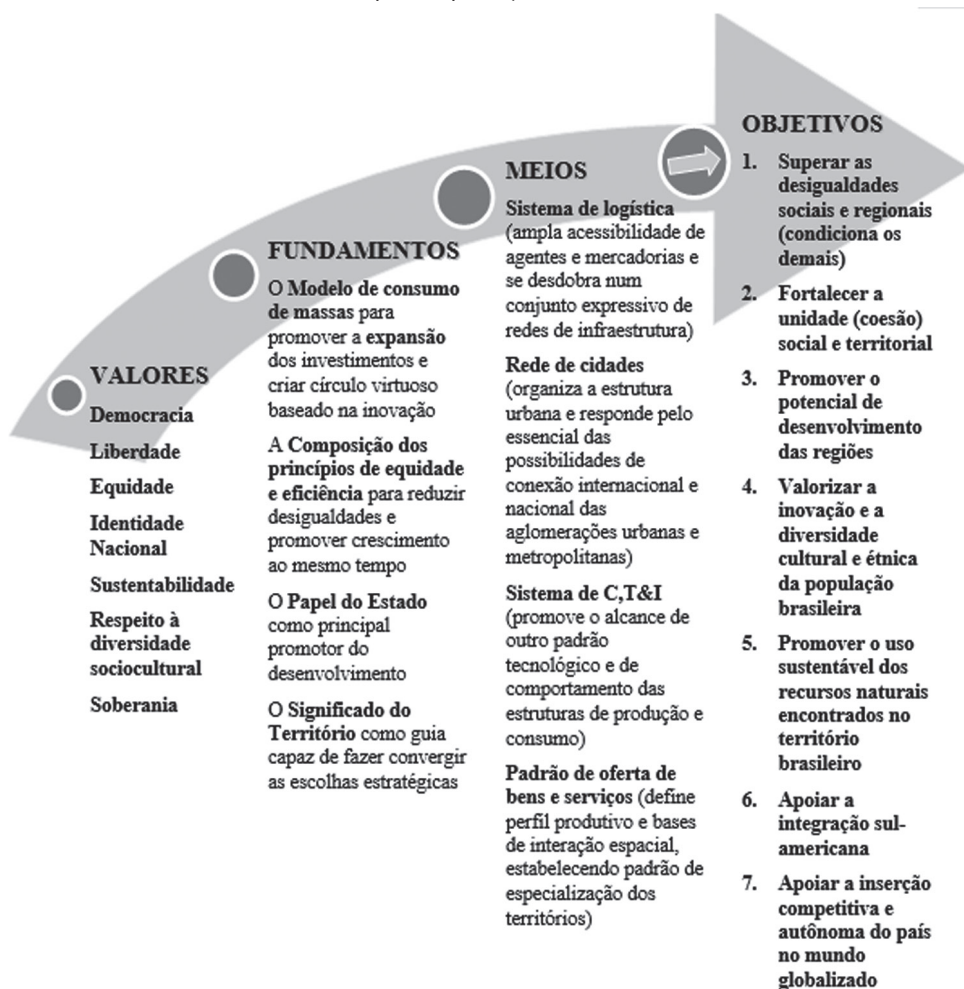 VALORES
Democracia
Liberdade
Equidade
Identidade
Nacional
Sustentabilidade
Respeito à
diversidade
sociocultural
Soberania
FUNDAMENTOS
O Modelo de consumo
de massas para
promover a expansão
dos investimentos e
criar círculo virtuoso
baseado na inovação
A Composição dos
princípios de equidade
e eficiência para reduzir
desigualdades e
promover crescimento
ao mesmo tempo
O Papel do Estado
como principal
promotor do
desenvolvimento
O Significado do
Território como guia
capaz de fazer convergir
as escolhas estratégicas
MEIOS
Sistema de logística
(ampla acessibilidade de
agentes e mercadorias e
se desdobra num
conjunto expressivo de
redes de infraestrutura)
Rede de cidades
(organiza a estrutura
urbana e responde pelo
essencial das
possibilidades de
conexão internacional e
nacional das
aglomerações urbanas e
metropolitanas)
Sistema de C,T&I
(promove o alcance de
outro padrão
tecnológico e de
comportamento das
estruturas de produção e
consumo)
Padrão de oferta de
bens e serviços (define
perfil produtivo e bases
de interação espacial,
estabelecendo padrão de
especialização dos
territórios)
OBJETIVOS
1. Superar as
desigualdades
sociais e regionais
(condiciona os
demais)
2. Fortalecer a
unidade (coesão)
social e territorial
3. Promover o
potencial de
desenvolvimento
das regiões
4. Valorizar a
inovação e a
diversidade
cultural e étnica
da população
brasileira
5. Promover o uso
sustentável dos
recursos naturais
encontrados no
território
brasileiro
6. Apoiar a
integração sul-
americana
7. Apoiar a inserção
competitiva e
autônoma do país
no mundo
globalizado